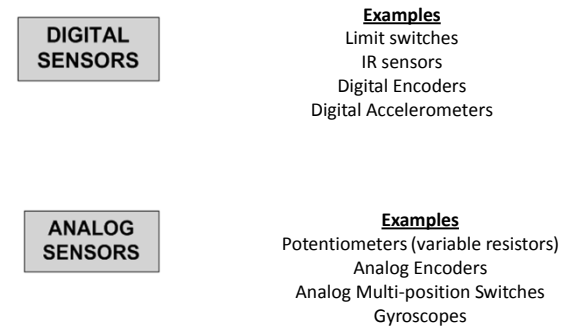 DIGITAL
SENSORS
Examples
Limit switches
IR sensors
Digital Encoders
Digital Accelerometers
ANALOG
SENSORS
Examples
Potentiometers (variable resistors)
Analog Encoders
Analog Multi-position Switches
Gyroscopes